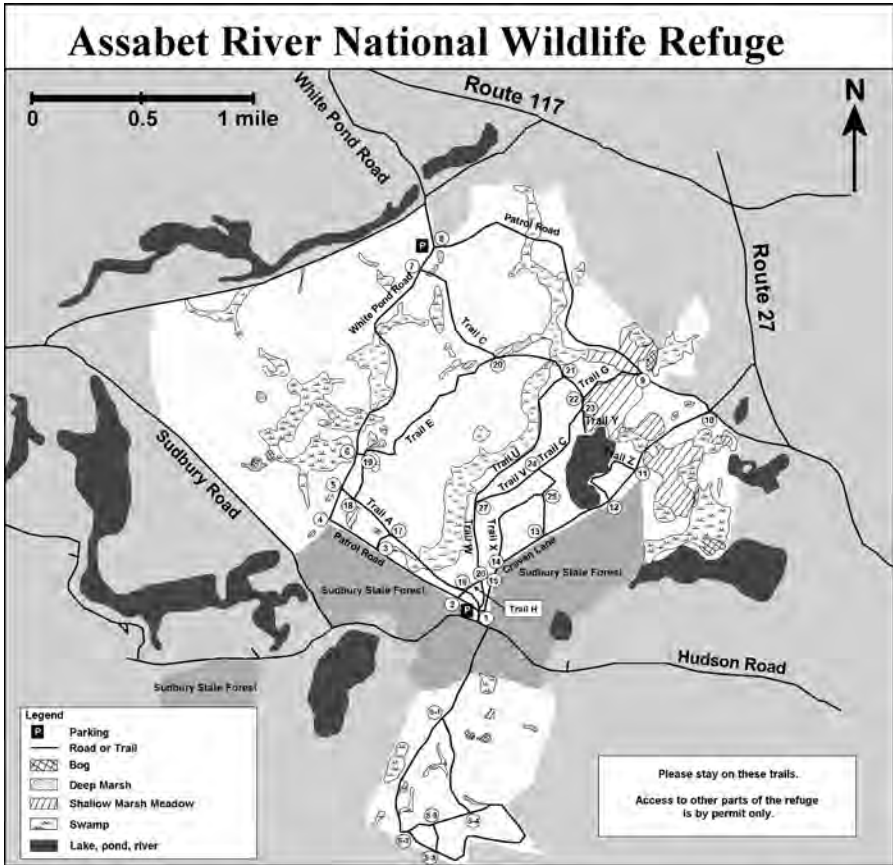 Assabet River National Wildlife Refuge
0 0.5 1 mile
White Pond Road
Route 117
N
Route 27
P
8
Patrol Road
7
White Pond Road
Trail C
20
21
Trail G
9
22
23
Trail Y
10
Trail E
6
19
Sudbury Road
Trail U
Trail C
Trail V
Trail Z
11
5
18
Trail A
17
27
25
12
4
3
Patrol Road
Trail W
Trail X
13
14
Craven Lane
Sudbury State Forest
Sudbury State Forest
20
15
2
P
1
Trail H
Hudson Road
Sudbury State Forest
Legend
P Parking
Road or Trail
Bog
Deep Marsh
Shallow Marsh Meadow
Swamp
Lake, pond, river
Please stay on these trails.
Access to other parts of the refuge
is by permit only.